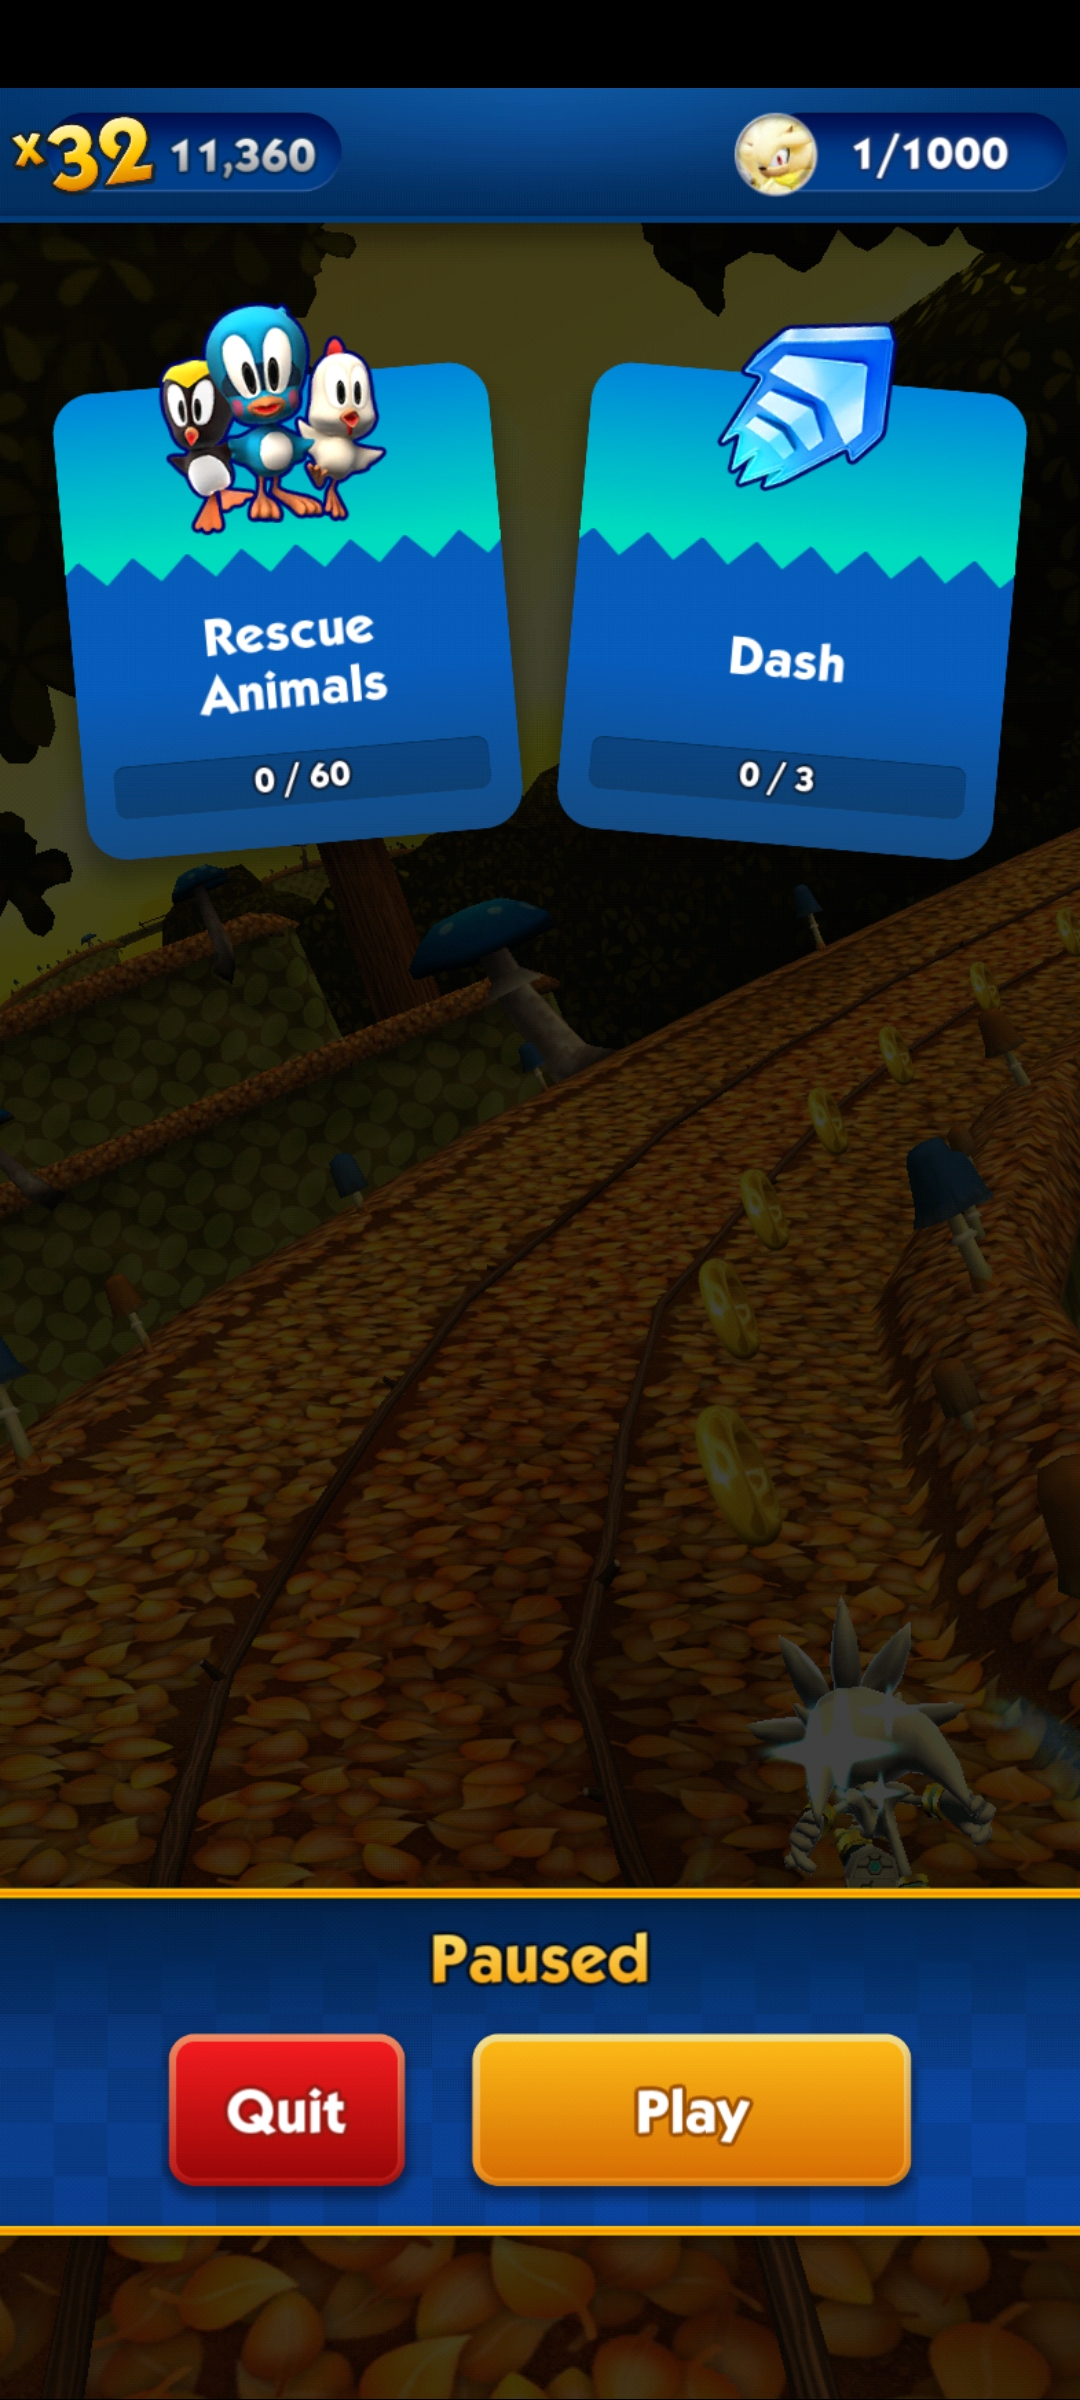 x32 11,360
1/1000
Rescue
Animals
0 / 60
Dash
0 / 3
Paused
Quit
Play